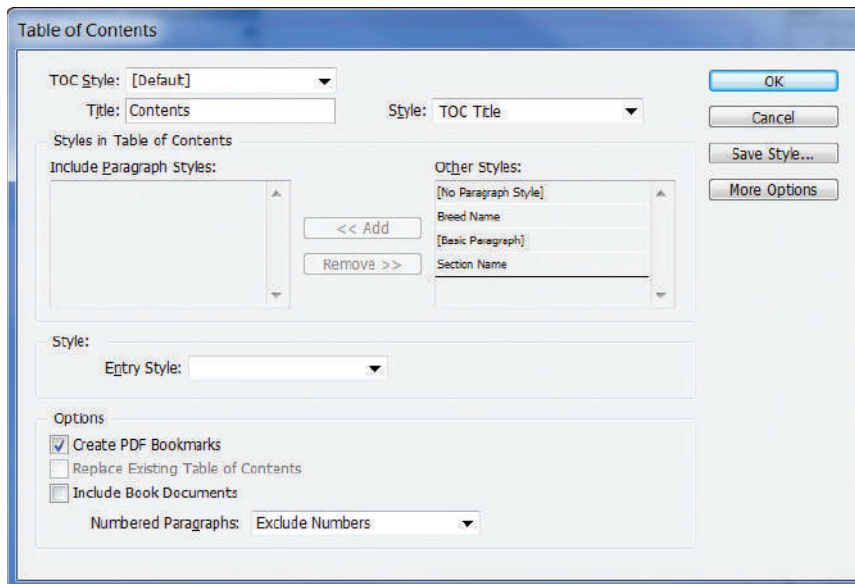 Table of Contents
TOC Style: [Default]
OK
Title: Contents Style: TOC Title
Cancel
Styles in Table of Contents
Save Style...
Include Paragraph Styles: Other Styles:
More Options
[No Paragraph Style]
Breed Name
<< Add
[Basic Paragraph]
Remove >>
Section Name
Style:
Entry Style:
Options
Create PDF Bookmarks
Replace Existing Table of Contents
Include Book Documents
Numbered Paragraphs: Exclude Numbers